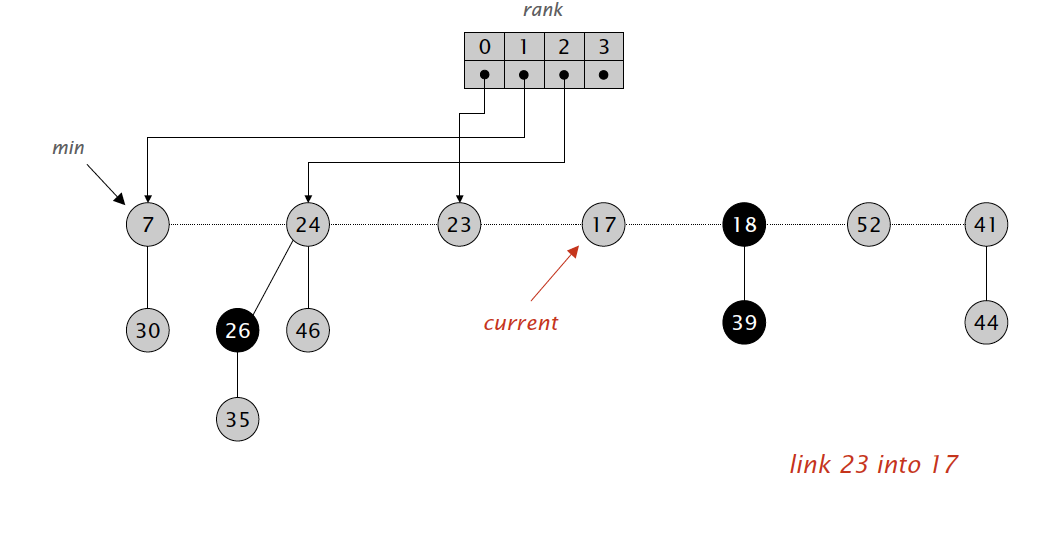 rank
0 1 2 3
min
7 24 23 17 18 52 41
30 26 46 current 39 44
35
link 23 into 17